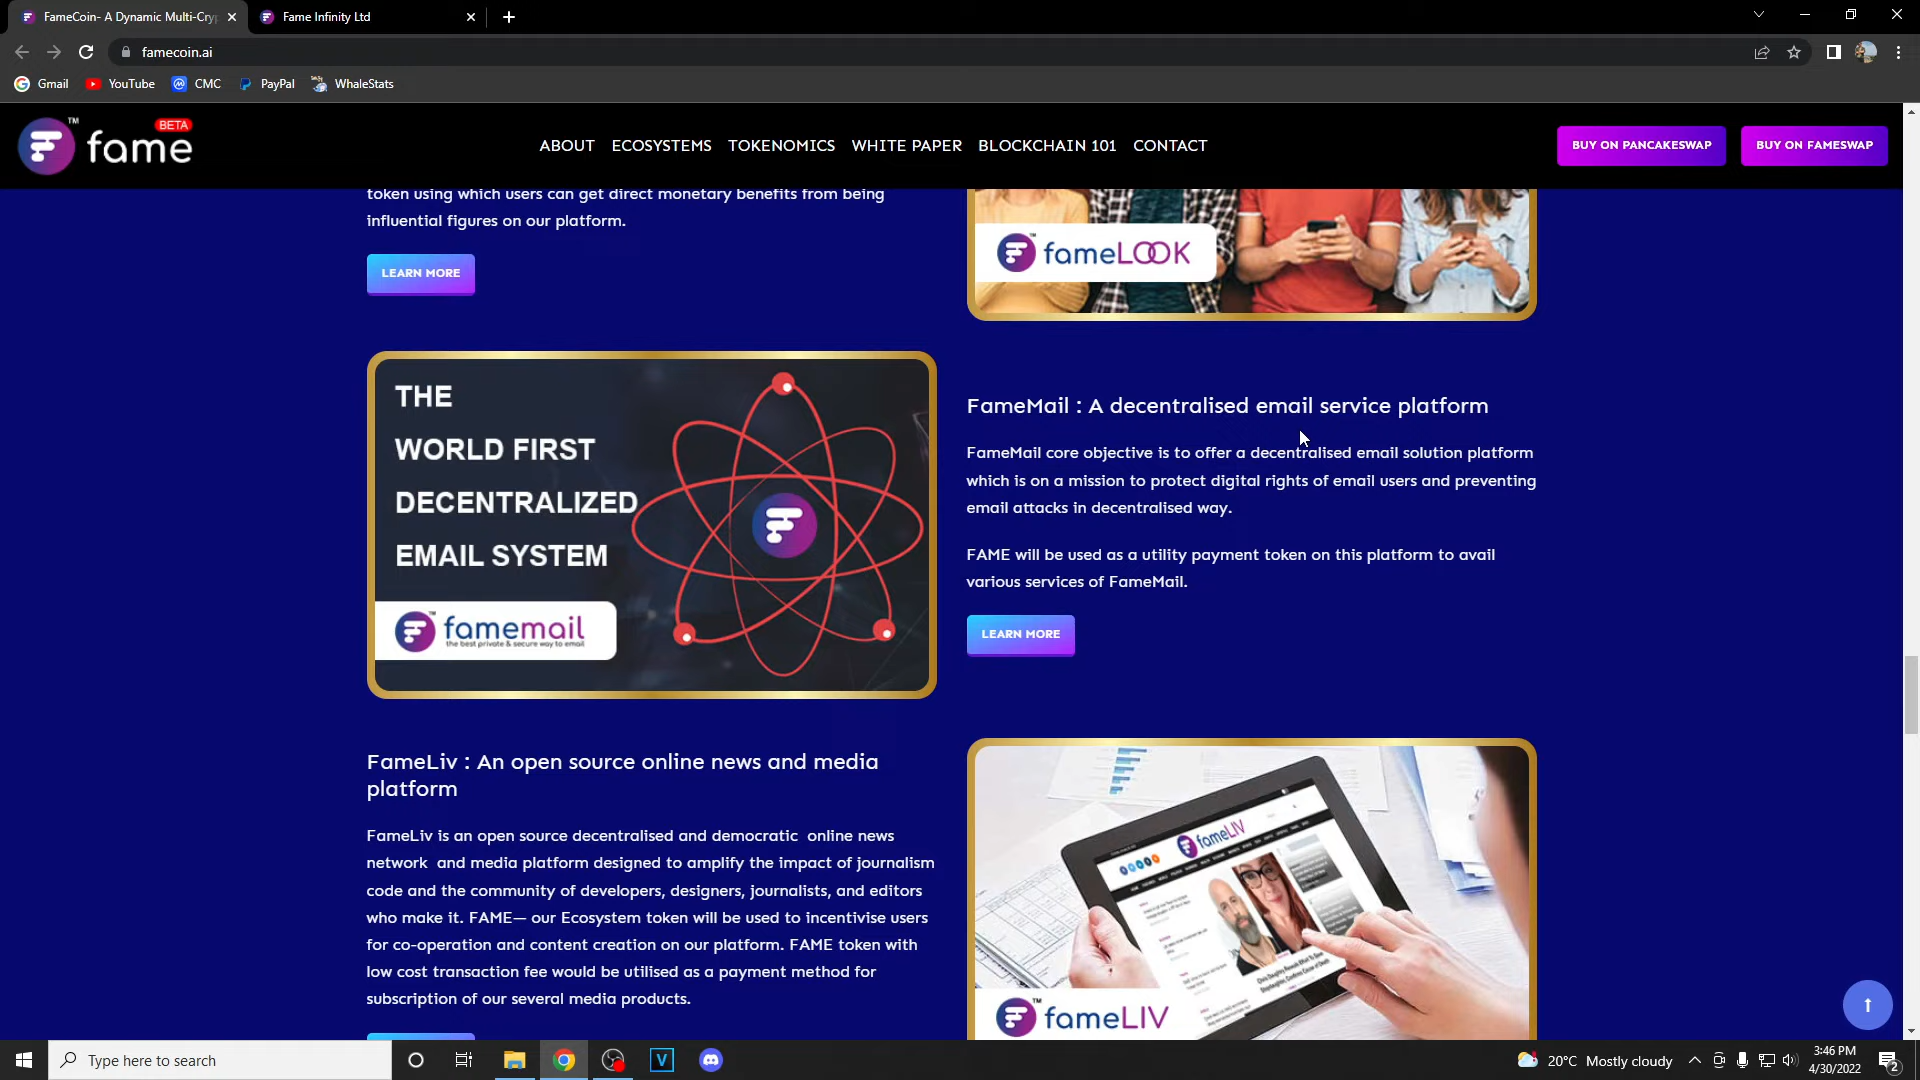 FameCoin- A Dynamic Multi-Cryp
Fame Infinity Ltd
famecoin.ai
Gmail
YouTube
CMC
PayPal
WhaleStats
fame
TM
BETA
ABOUT
ECOSYSTEMS
TOKENOMICS
WHITE PAPER
BLOCKCHAIN 101
CONTACT
BUY ON PANCAKESWAP
BUY ON FAMESWAP
token using which users can get direct monetary benefits from being
influential figures on our platform.
LEARN MORE
fameLOOK
THE
WORLD FIRST
DECENTRALIZED
EMAIL SYSTEM
famemail
the best private & secure way to email
FameMail : A decentralised email service platform
FameMail core objective is to offer a decentralised email solution platform
which is on a mission to protect digital rights of email users and preventing
email attacks in decentralised way.
FAME will be used as a utility payment token on this platform to avail
various services of FameMail.
LEARN MORE
FameLiv : An open source online news and media
platform
FameLiv is an open source decentralised and democratic online news
network and media platform designed to amplify the impact of journalism
code and the community of developers, designers, journalists, and editors
who make it. FAME— our Ecosystem token will be used to incentivise users
for co-operation and content creation on our platform. FAME token with
low cost transaction fee would be utilised as a payment method for
subscription of our several media products.
fameLIV
fameLIV
Type here to search
20°C Mostly cloudy
3:46 PM
4/30/2022
2